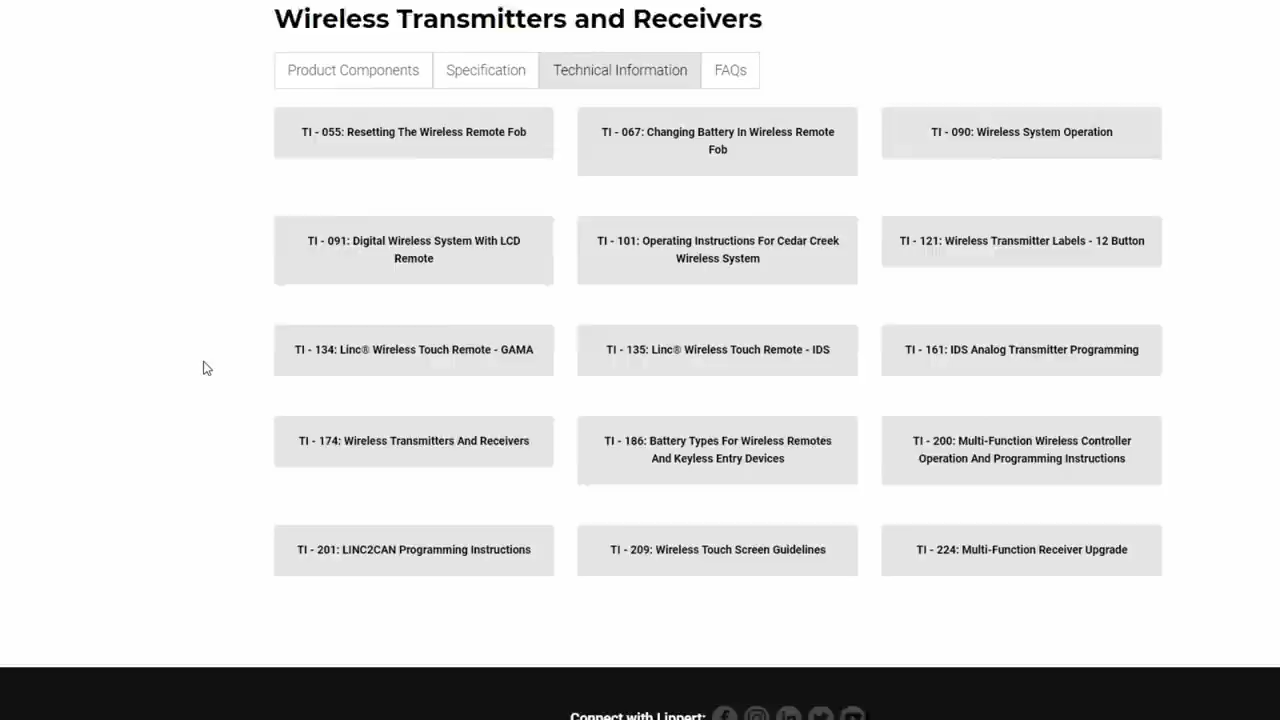 Wireless Transmitters and Receivers
Product Components
Specification
Technical Information
FAQs
TI - 055: Resetting The Wireless Remote Fob
TI - 067: Changing Battery In Wireless Remote
Fob
TI - 090: Wireless System Operation
TI - 091: Digital Wireless System With LCD
Remote
TI - 101: Operating Instructions For Cedar Creek
Wireless System
TI - 121: Wireless Transmitter Labels - 12 Button
TI - 134: Linc® Wireless Touch Remote - GAMA
TI - 135: Linc® Wireless Touch Remote - IDS
TI - 161: IDS Analog Transmitter Programming
TI - 174: Wireless Transmitters And Receivers
TI - 186: Battery Types For Wireless Remotes
And Keyless Entry Devices
TI - 200: Multi-Function Wireless Controller
Operation And Programming Instructions
TI - 201: LINC2CAN Programming Instructions
TI - 209: Wireless Touch Screen Guidelines
TI - 224: Multi-Function Receiver Upgrade
Connect with Lippert: